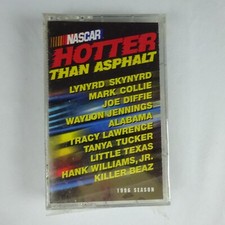 NASCAR
HOTTER
THAN ASPHALT
LYNYRD SKYNYRD
MARK COLLIE
JOE DIFFIE
WAYLON JENNINGS
ALABAMA
TRACY LAWRENCE
TANYA TUCKER
LITTLE TEXAS
HANK WILLIAMS, JR.
KILLER BEAZ
1996 SEASON